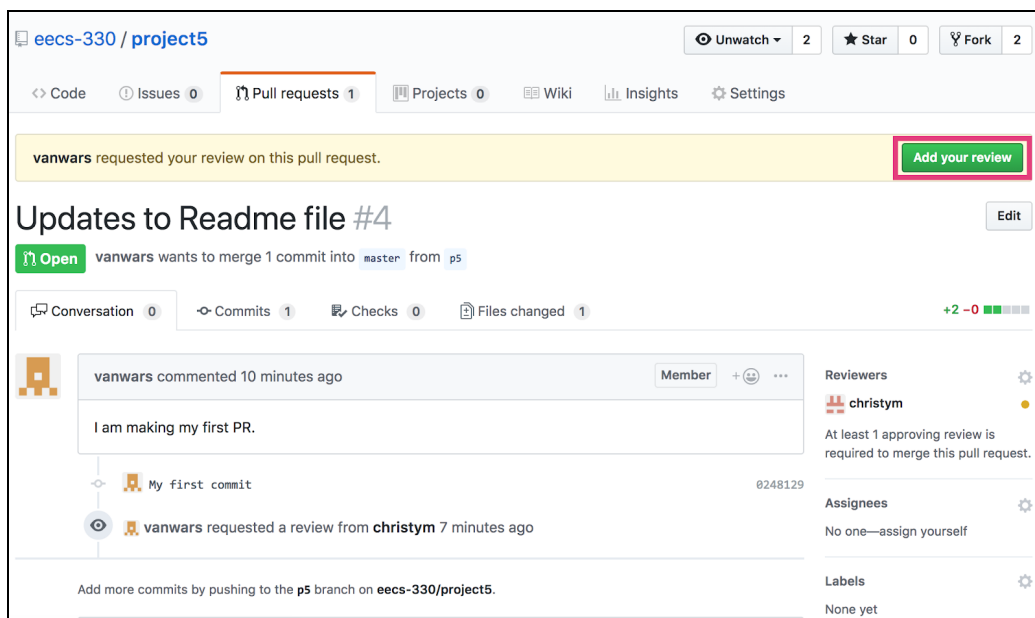 eecs-330 / project5
Unwatch 2 Star 0 Fork 2
Code Issues 0 Pull requests 1 Projects 0 Wiki Insights Settings
vanwars requested your review on this pull request. Add your review
Updates to Readme file #4 Edit
Open vanwars wants to merge 1 commit into master from p5
Conversation 0 Commits 1 Checks 0 Files changed 1 +2 −0
vanwars commented 10 minutes ago Member
I am making my first PR.
My first commit 0248129
vanwars requested a review from christym 7 minutes ago
Add more commits by pushing to the p5 branch on eecs-330/project5.
Reviewers
christym
At least 1 approving review is
required to merge this pull request.
Assignees
No one—assign yourself
Labels
None yet